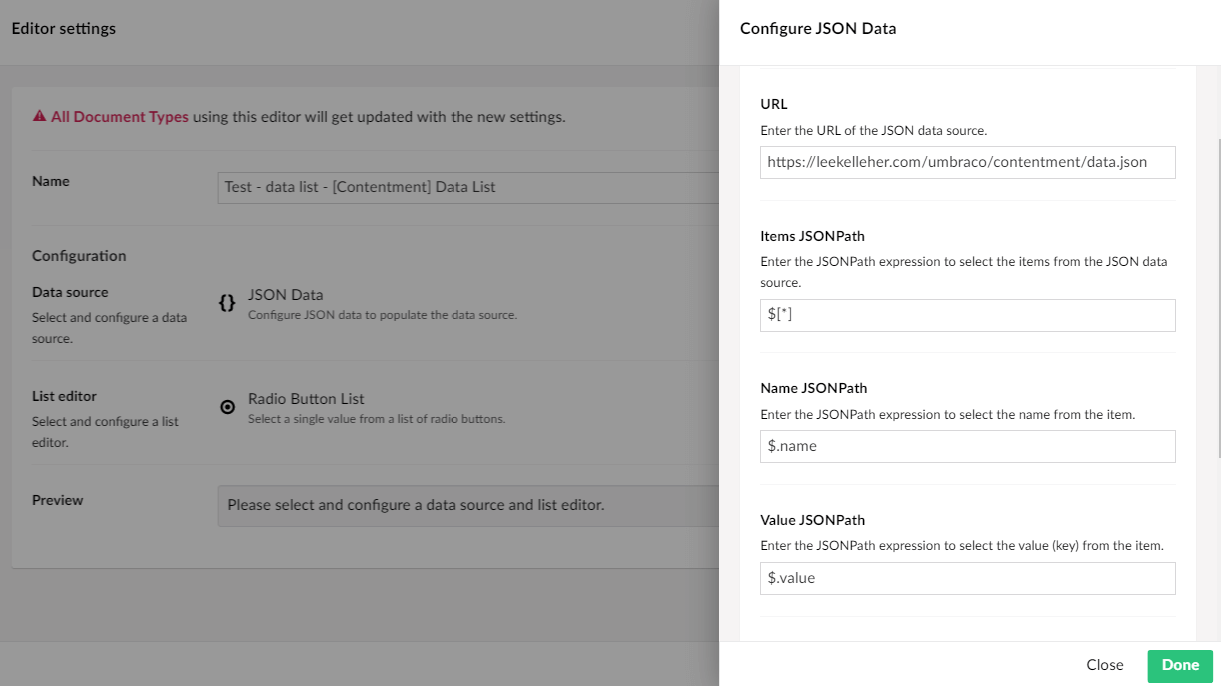 Editor settings
All Document Types using this editor will get updated with the new settings.
Name
Test - data list - [Contentment] Data List
Configuration
Data source
Select and configure a data
source.
{}
JSON Data
Configure JSON data to populate the data source.
List editor
Select and configure a list
editor.
Radio Button List
Select a single value from a list of radio buttons.
Preview
Please select and configure a data source and list editor.
Configure JSON Data
URL
Enter the URL of the JSON data source.
https://leekelleher.com/umbraco/contentment/data.json
Items JSONPath
Enter the JSONPath expression to select the items from the JSON data
source.
$[*]
Name JSONPath
Enter the JSONPath expression to select the name from the item.
$.name
Value JSONPath
Enter the JSONPath expression to select the value (key) from the item.
$.value
Close
Done